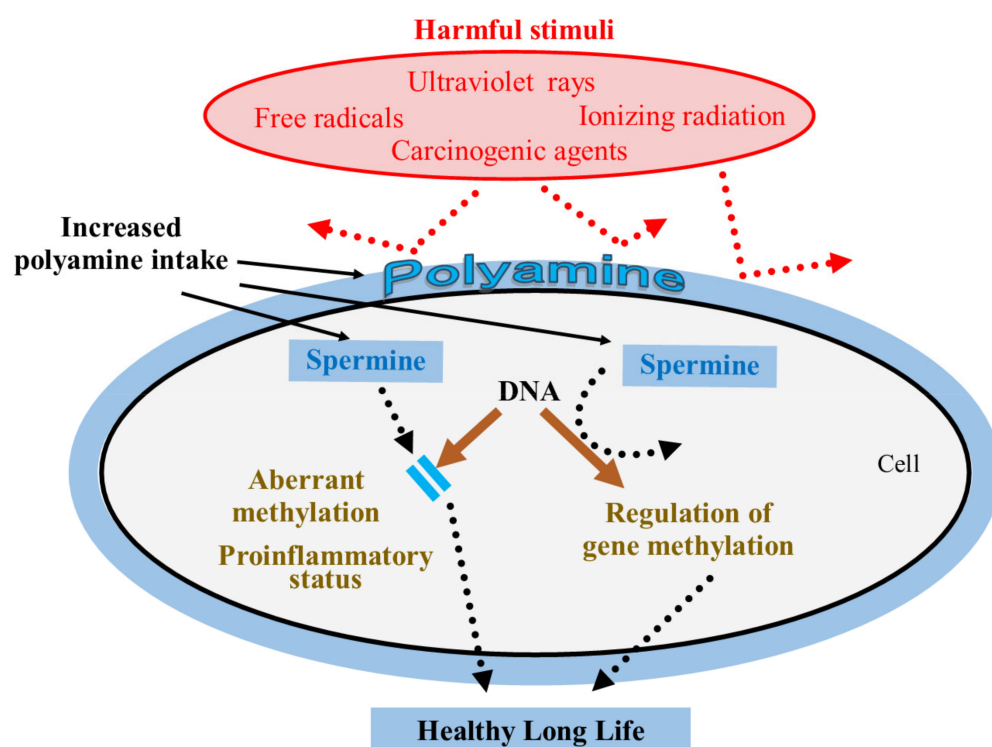 Harmful stimuli
Ultraviolet rays
Free radicals
Ionizing radiation
Carcinogenic agents
Increased
polyamine intake
Polyamine
Spermine
Spermine
DNA
Cell
Aberrant
methylation
Proinflammatory
status
Regulation of
gene methylation
Healthy Long Life